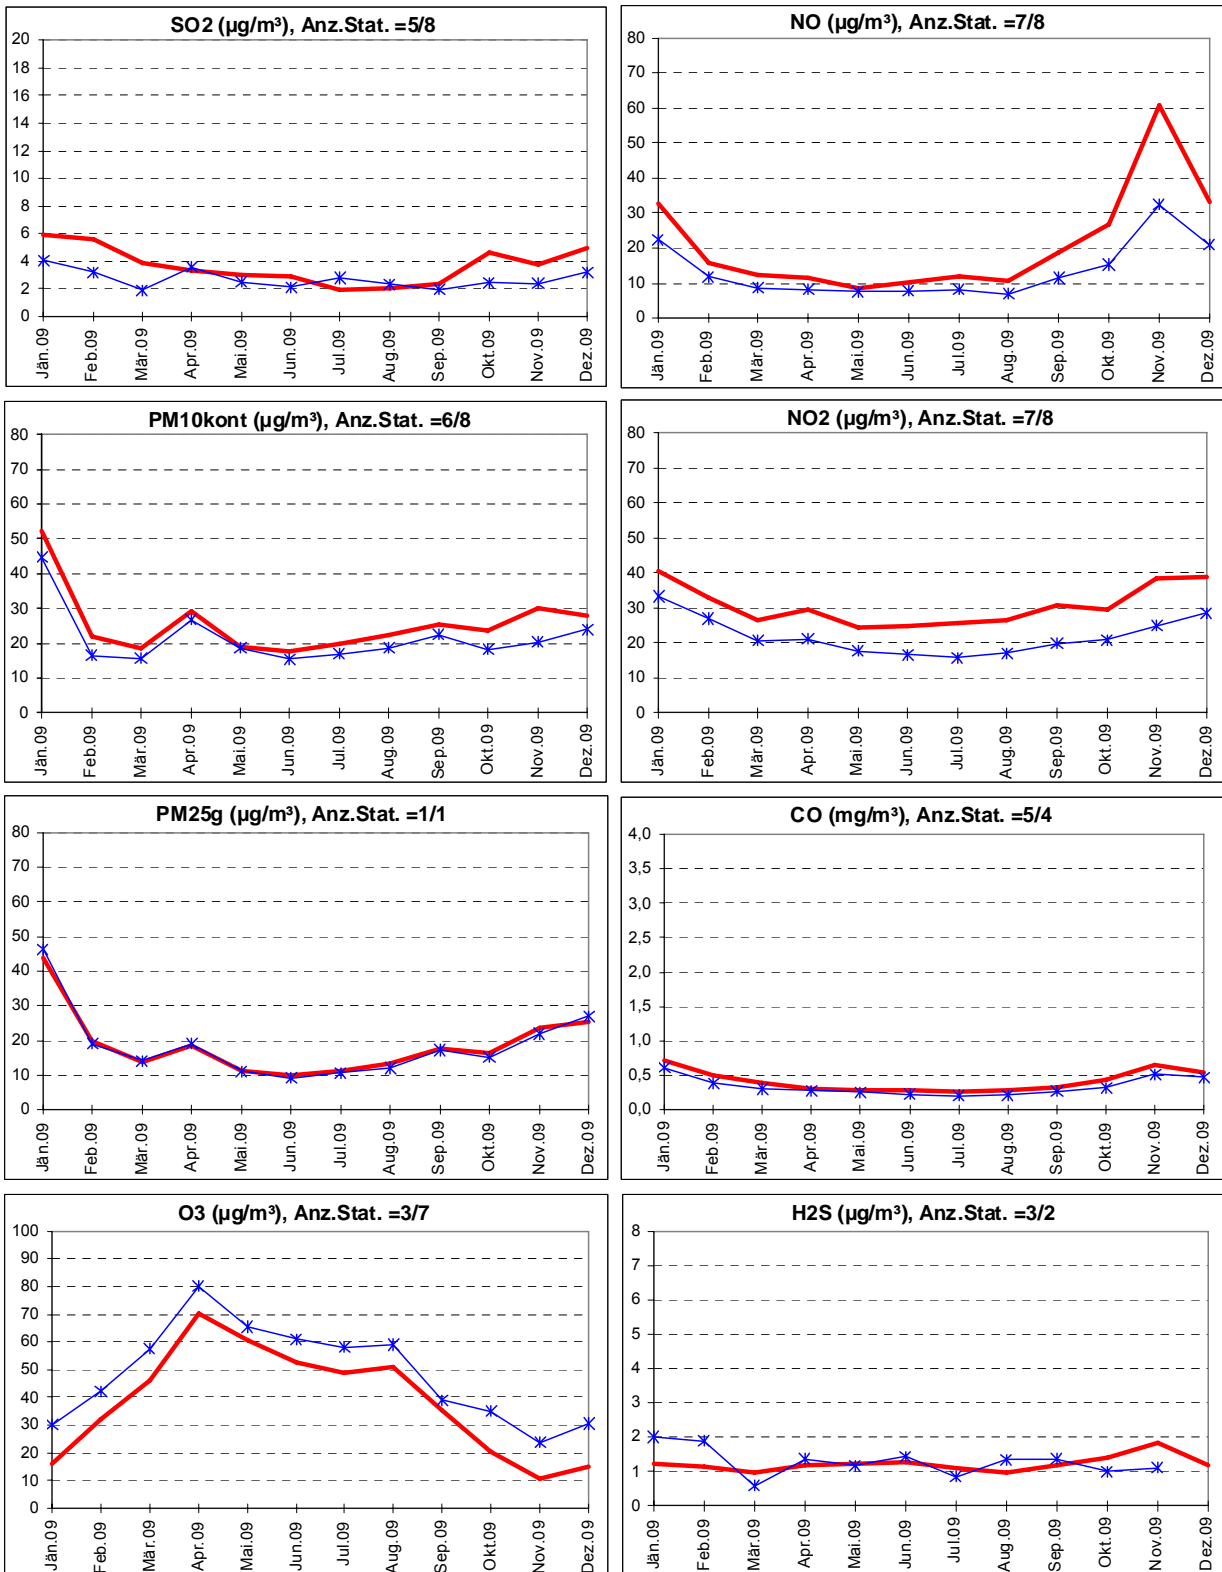 SO2 (µg/m³), Anz.Stat. =5/8
20
18
16
14
12
10
8
6
4
2
0
Jän.09
Feb.09
Mär.09
Apr.09
Mai.09
Jun.09
Jul.09
Aug.09
Sep.09
Okt.09
Nov.09
Dez.09
NO (µg/m³), Anz.Stat. =7/8
80
70
60
50
40
30
20
10
0
Jän.09
Feb.09
Mär.09
Apr.09
Mai.09
Jun.09
Jul.09
Aug.09
Sep.09
Okt.09
Nov.09
Dez.09
PM10kont (µg/m³), Anz.Stat. =6/8
80
70
60
50
40
30
20
10
0
Jän.09
Feb.09
Mär.09
Apr.09
Mai.09
Jun.09
Jul.09
Aug.09
Sep.09
Okt.09
Nov.09
Dez.09
NO2 (µg/m³), Anz.Stat. =7/8
80
70
60
50
40
30
20
10
0
Jän.09
Feb.09
Mär.09
Apr.09
Mai.09
Jun.09
Jul.09
Aug.09
Sep.09
Okt.09
Nov.09
Dez.09
PM25g (µg/m³), Anz.Stat. =1/1
80
70
60
50
40
30
20
10
0
Jän.09
Feb.09
Mär.09
Apr.09
Mai.09
Jun.09
Jul.09
Aug.09
Sep.09
Okt.09
Nov.09
Dez.09
CO (mg/m³), Anz.Stat. =5/4
4,0
3,5
3,0
2,5
2,0
1,5
1,0
0,5
0,0
Jän.09
Feb.09
Mär.09
Apr.09
Mai.09
Jun.09
Jul.09
Aug.09
Sep.09
Okt.09
Nov.09
Dez.09
O3 (µg/m³), Anz.Stat. =3/7
100
90
80
70
60
50
40
30
20
10
0
Jän.09
Feb.09
Mär.09
Apr.09
Mai.09
Jun.09
Jul.09
Aug.09
Sep.09
Okt.09
Nov.09
Dez.09
H2S (µg/m³), Anz.Stat. =3/2
8
7
6
5
4
3
2
1
0
Jän.09
Feb.09
Mär.09
Apr.09
Mai.09
Jun.09
Jul.09
Aug.09
Sep.09
Okt.09
Nov.09
Dez.09